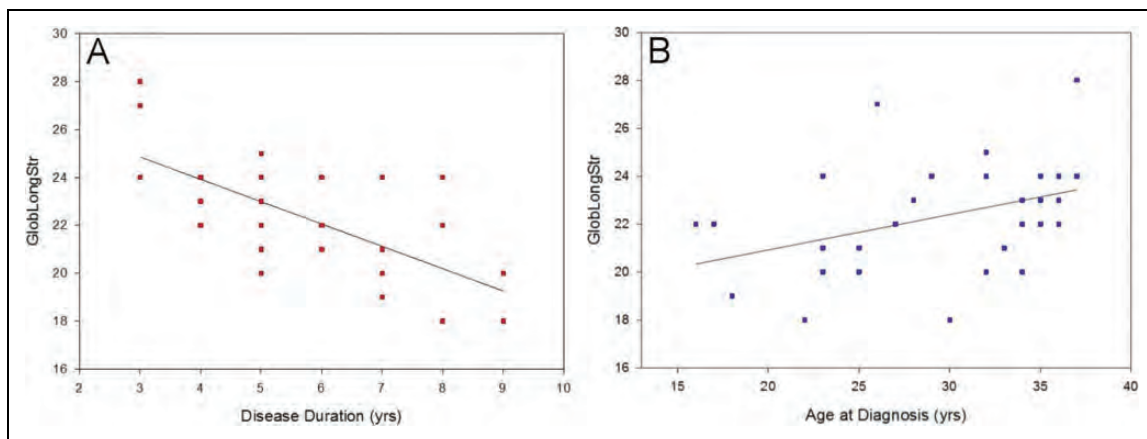 A
30
28
26
24
22
20
18
16
GlobLongStr
2 3 4 5 6 7 8 9 10
Disease Duration (yrs)
B
30
28
26
24
22
20
18
16
GlobLongStr
15 20 25 30 35 40
Age at Diagnosis (yrs)